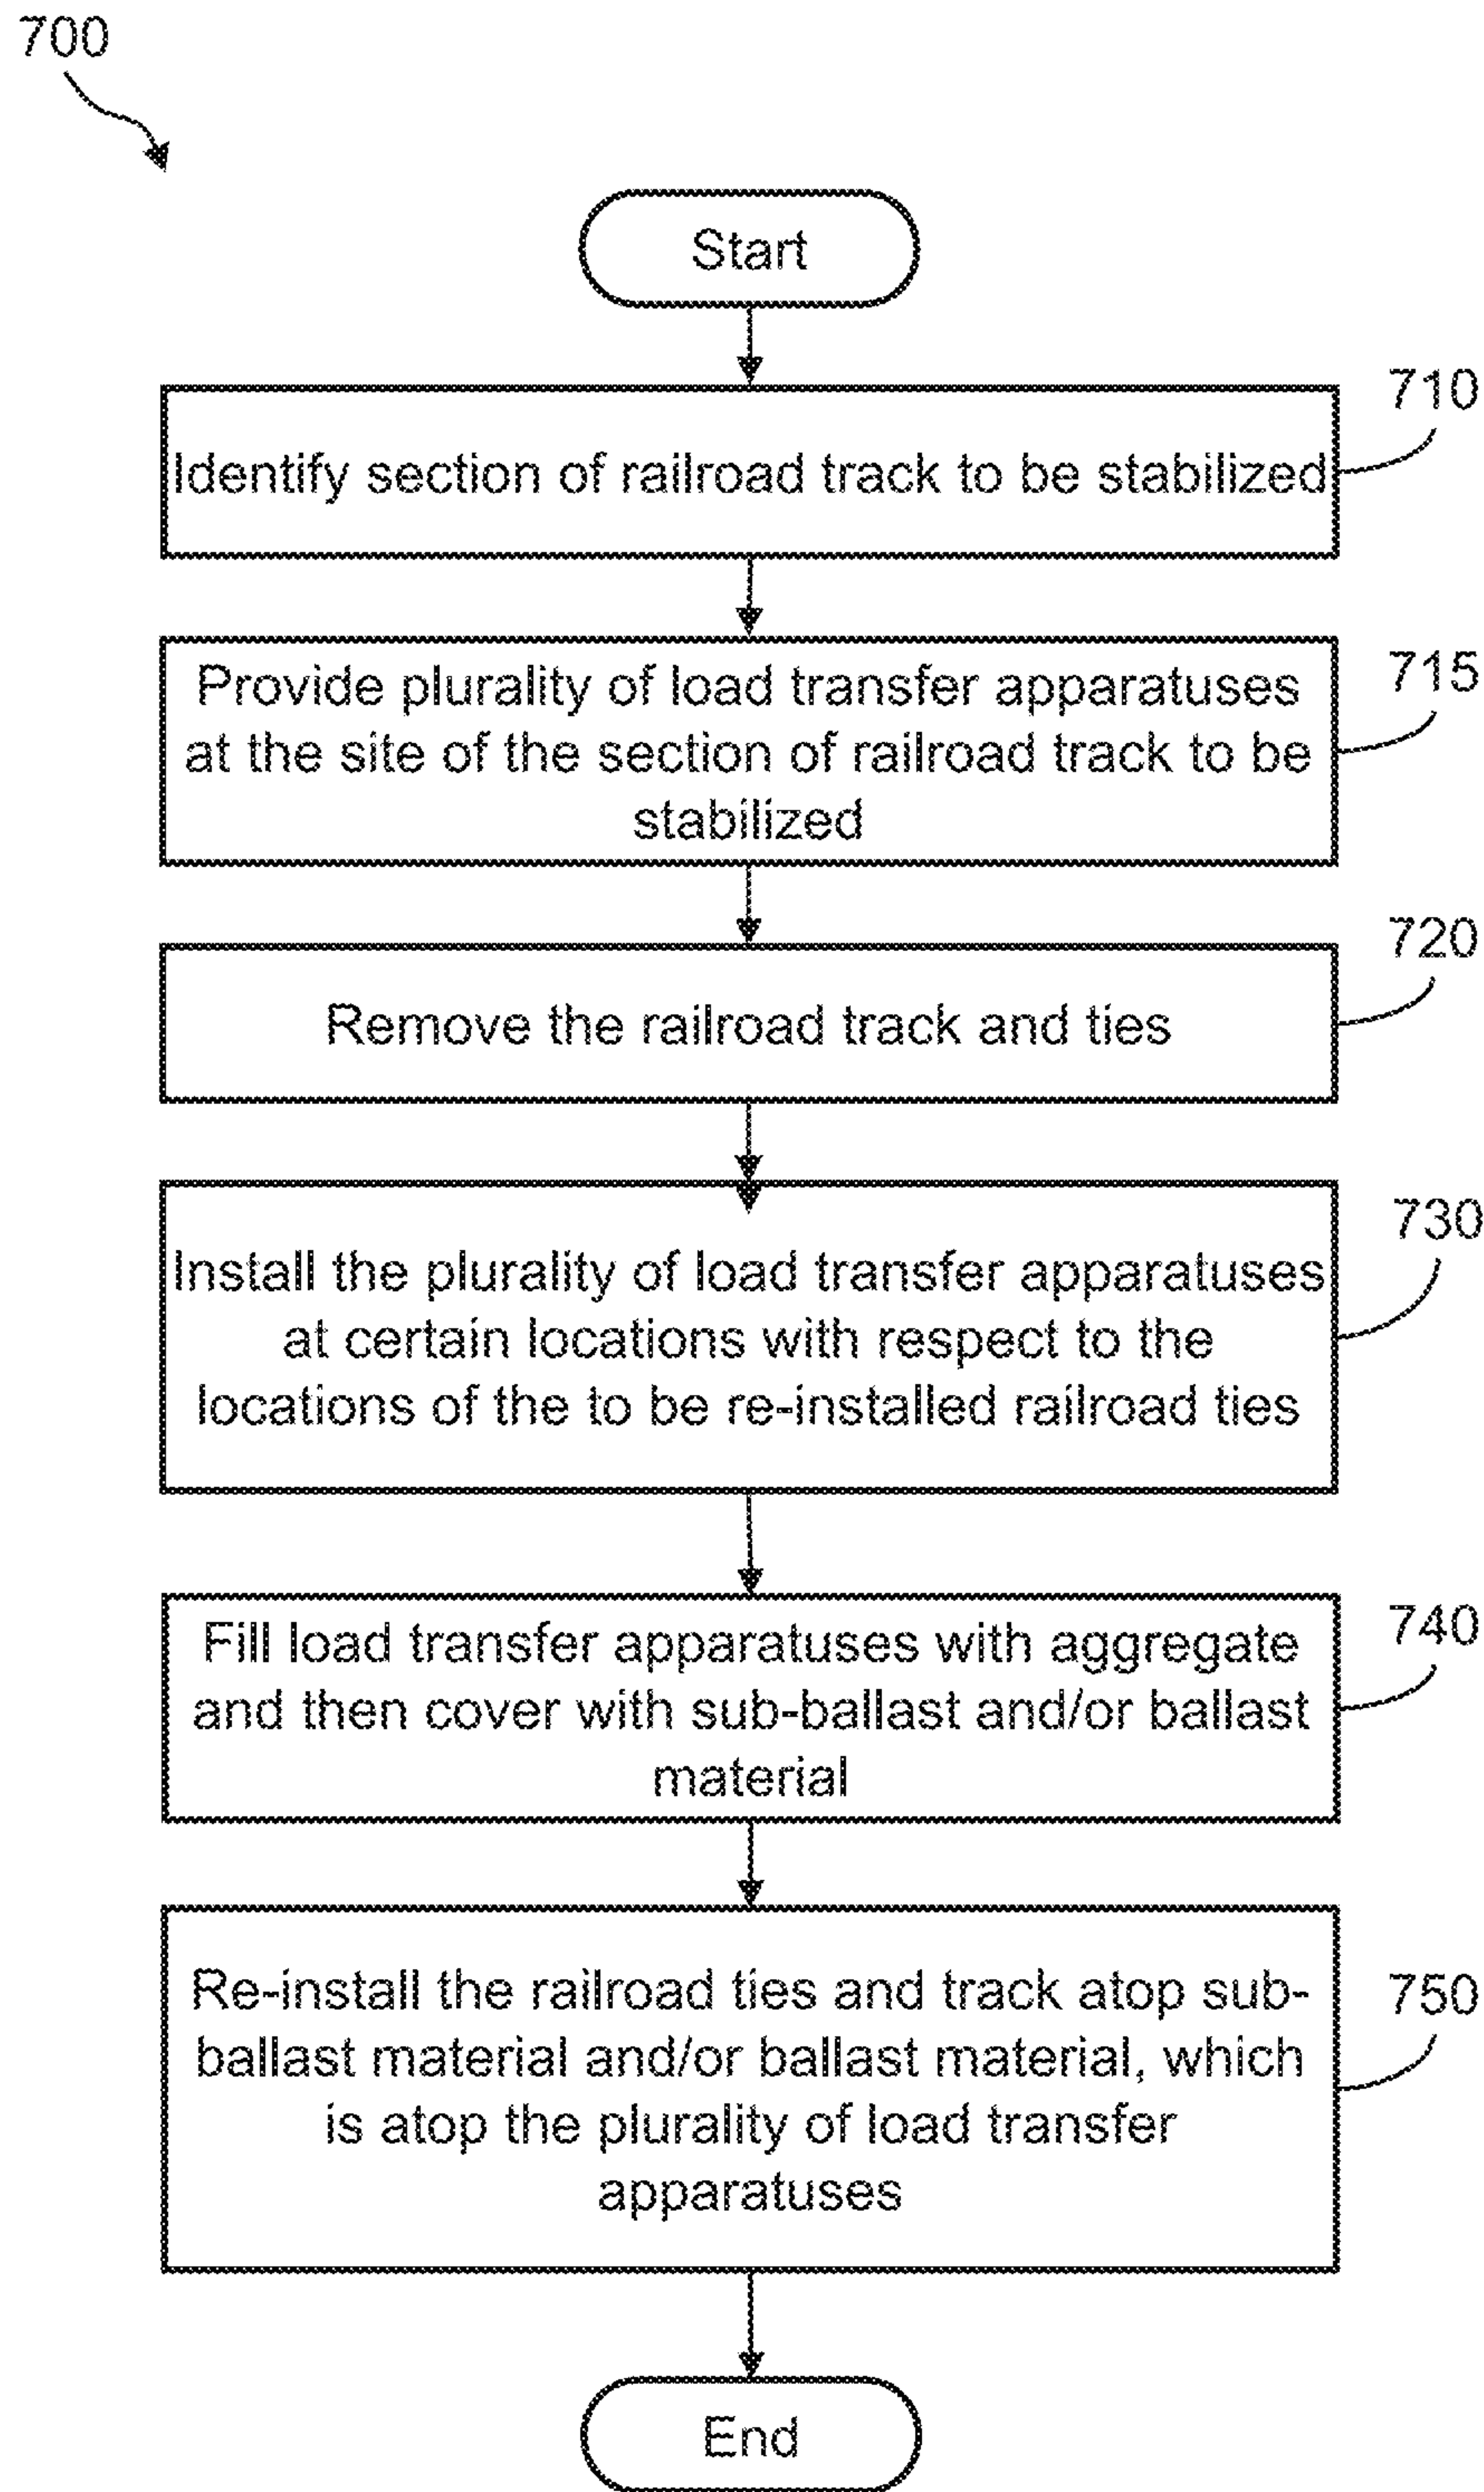 700
Start
710
Identify section of railroad track to be stabilized
715
Provide plurality of load transfer apparatuses
at the site of the section of railroad track to be
stabilized
720
Remove the railroad track and ties
730
Install the plurality of load transfer apparatuses
at certain locations with respect to the
locations of the to be re-installed railroad ties
740
Fill load transfer apparatuses with aggregate
and then cover with sub-ballast and/or ballast
material
750
Re-install the railroad ties and track atop sub-
ballast material and/or ballast material, which
is atop the plurality of load transfer
apparatuses
End